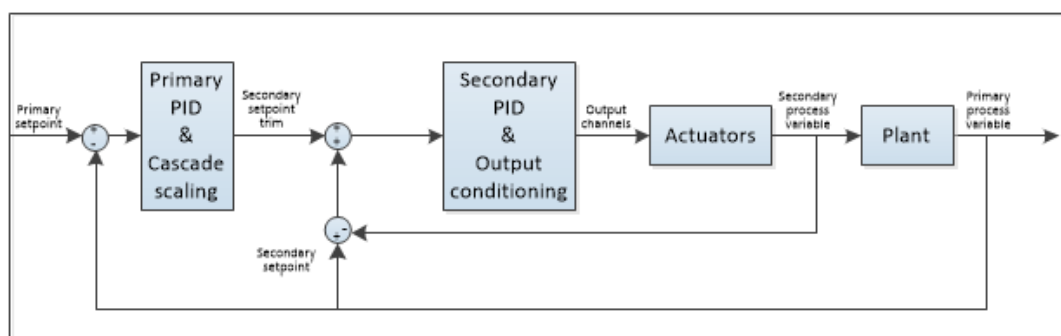 Primary
setpoint
Primary
PID
&
Cascade
scaling
Secondary
setpoint
trim
Secondary
PID
&
Output
conditioning
Output
channels
Actuators
Secondary
process
variable
Plant
Primary
process
variable
Secondary
setpoint
+
-
+
+
+
-